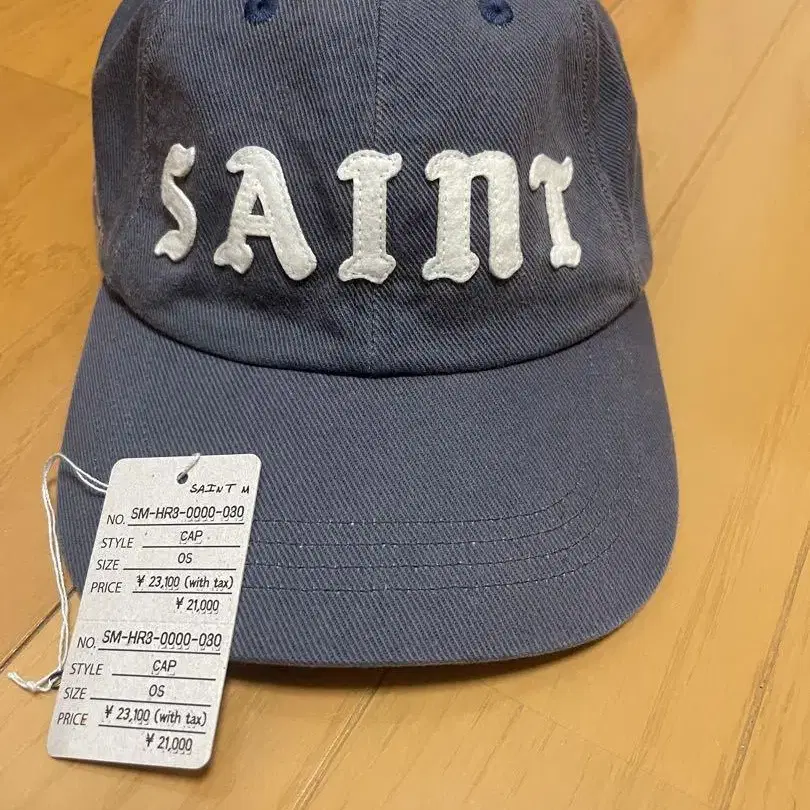 SAINT
SAINT M
NO. SM-HR3-0000-030
STYLE CAP
SIZE OS
PRICE ¥ 23,100 (with tax)
¥ 21,000
NO. SM-HR3-0000-030
STYLE CAP
SIZE OS
PRICE ¥ 23,100 (with tax)
¥ 21,000